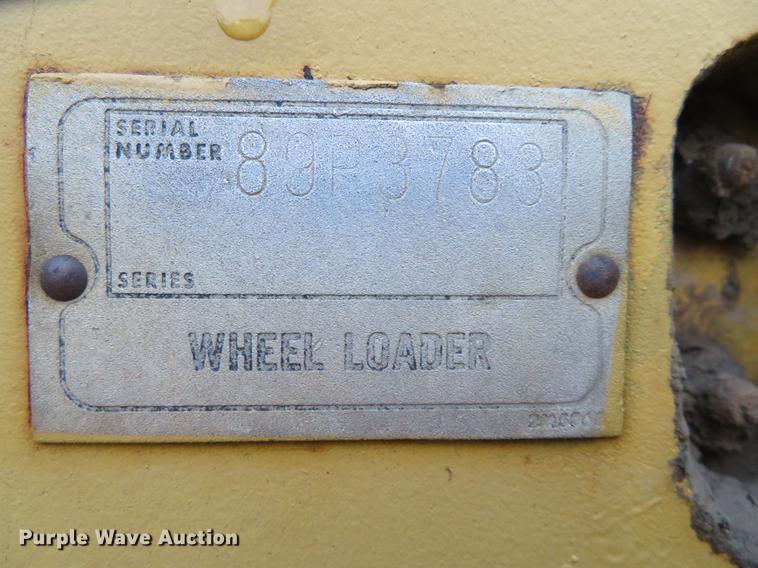 SERIAL
NUMBER 89P3783
SERIES
WHEEL LOADER
Purple Wave Auction